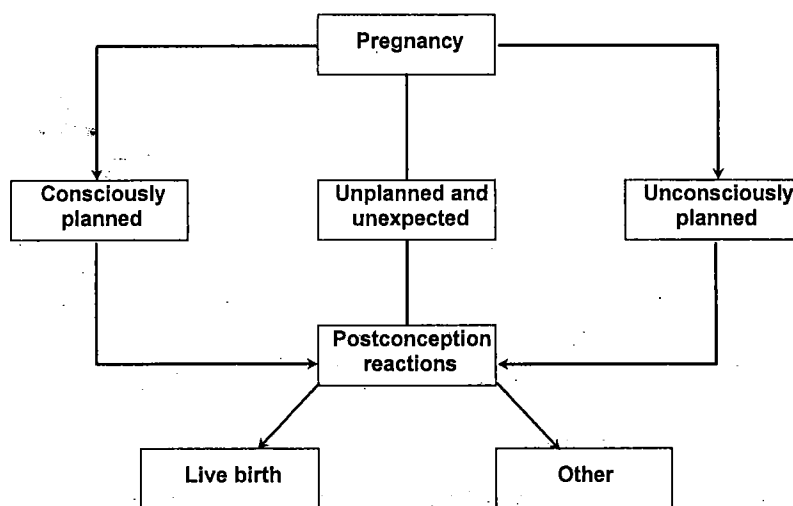 Pregnancy
Consciously
planned
Unplanned and
unexpected
Unconsciously
planned
Postconception
reactions
Live birth
Other